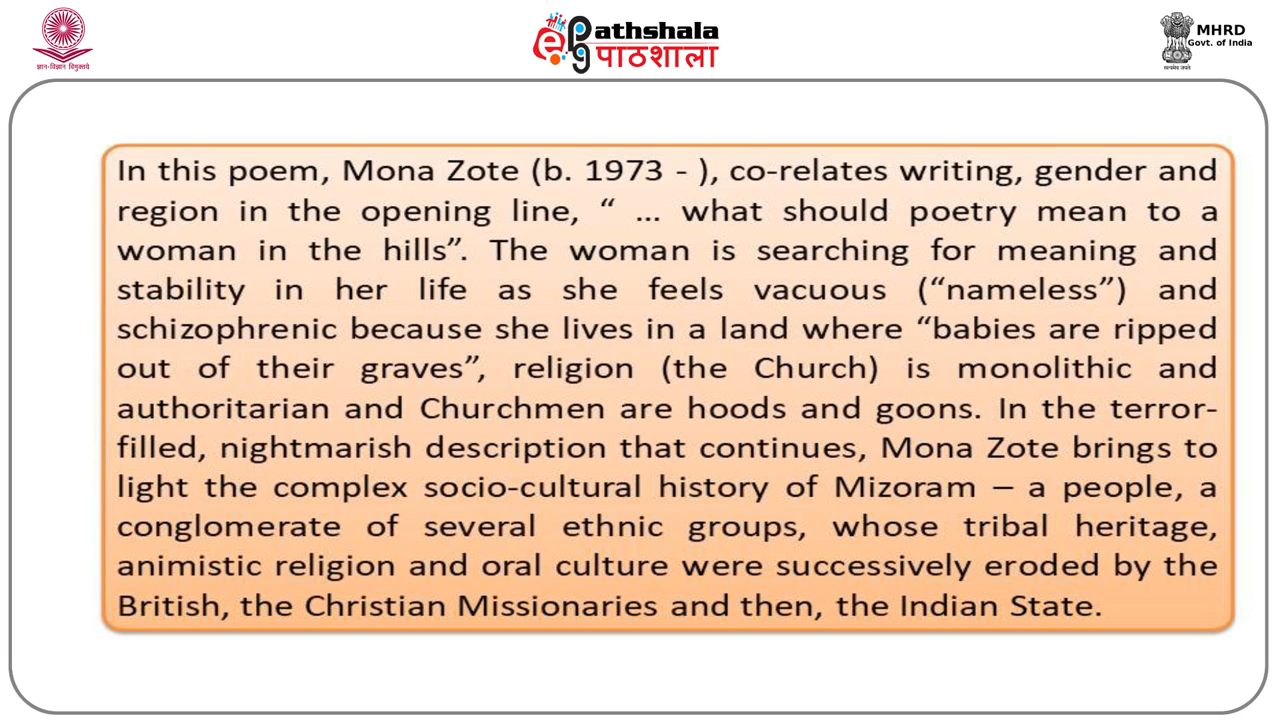 ज्ञान-विज्ञान विमुक्तये
epgPathshala
पाठशाला
MHRD
Govt. of India
सत्यमेव जयते
In this poem, Mona Zote (b. 1973 - ), co-relates writing, gender and
region in the opening line, “ ... what should poetry mean to a
woman in the hills”. The woman is searching for meaning and
stability in her life as she feels vacuous (“nameless”) and
schizophrenic because she lives in a land where “babies are ripped
out of their graves”, religion (the Church) is monolithic and
authoritarian and Churchmen are hoods and goons. In the terror-
filled, nightmarish description that continues, Mona Zote brings to
light the complex socio-cultural history of Mizoram – a people, a
conglomerate of several ethnic groups, whose tribal heritage,
animistic religion and oral culture were successively eroded by the
British, the Christian Missionaries and then, the Indian State.